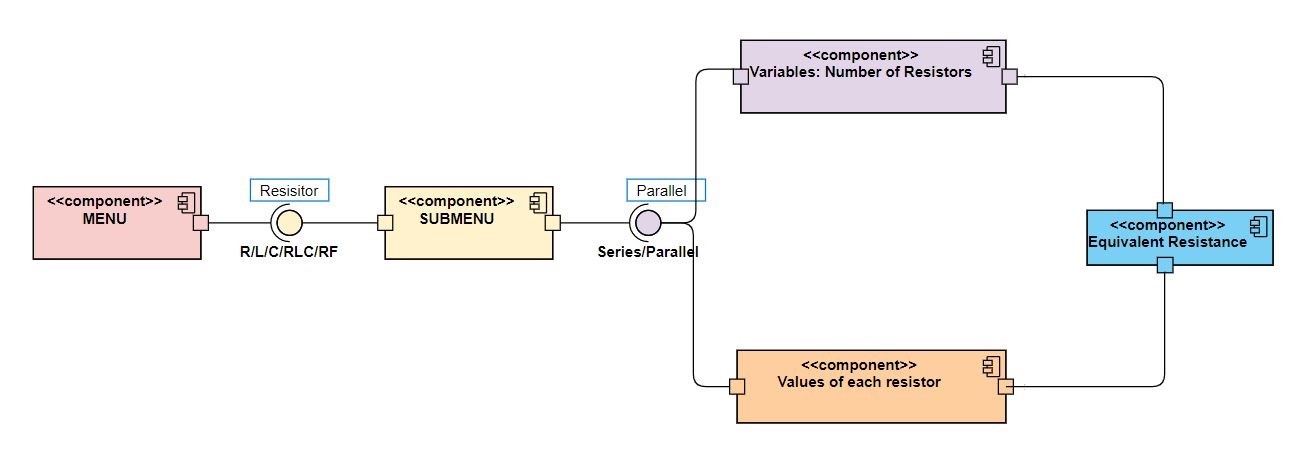 <<component>>
Variables: Number of Resistors
Resisitor
Parallel
<<component>>
MENU
<<component>>
SUBMENU
R/L/C/RLC/RF
Series/Parallel
<<component>>
Equivalent Resistance
<<component>>
Values of each resistor